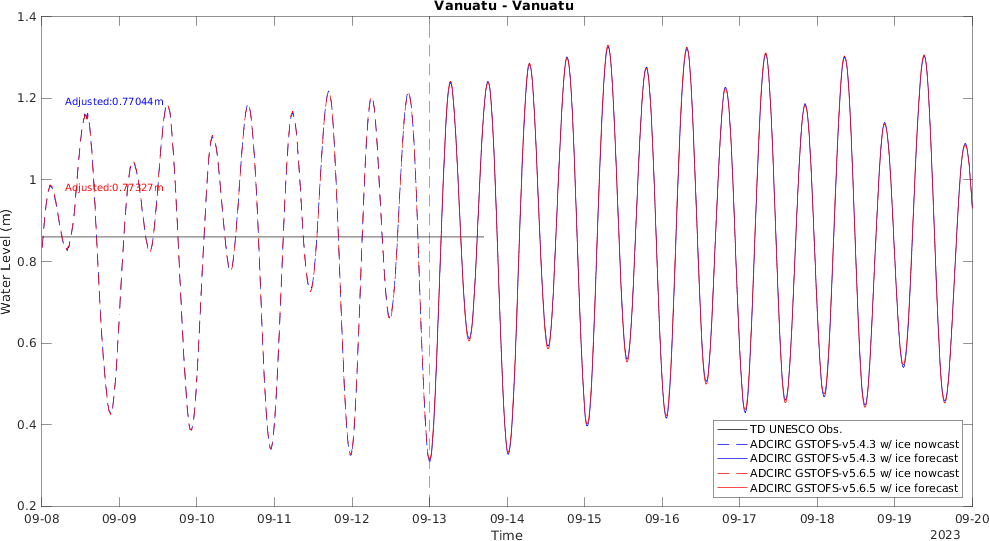 Vanuatu - Vanuatu
1.4
1.2
1
0.8
0.6
0.4
0.2
Water Level (m)
Adjusted:0.77044m
Adjusted:0.77327m
TD UNESCO Obs.
ADCIRC GSTOFS-v5.4.3 w/ ice nowcast
ADCIRC GSTOFS-v5.4.3 w/ ice forecast
ADCIRC GSTOFS-v5.6.5 w/ ice nowcast
ADCIRC GSTOFS-v5.6.5 w/ ice forecast
09-08 09-09 09-10 09-11 09-12 09-13 09-14 09-15 09-16 09-17 09-18 09-19 09-20
Time
2023